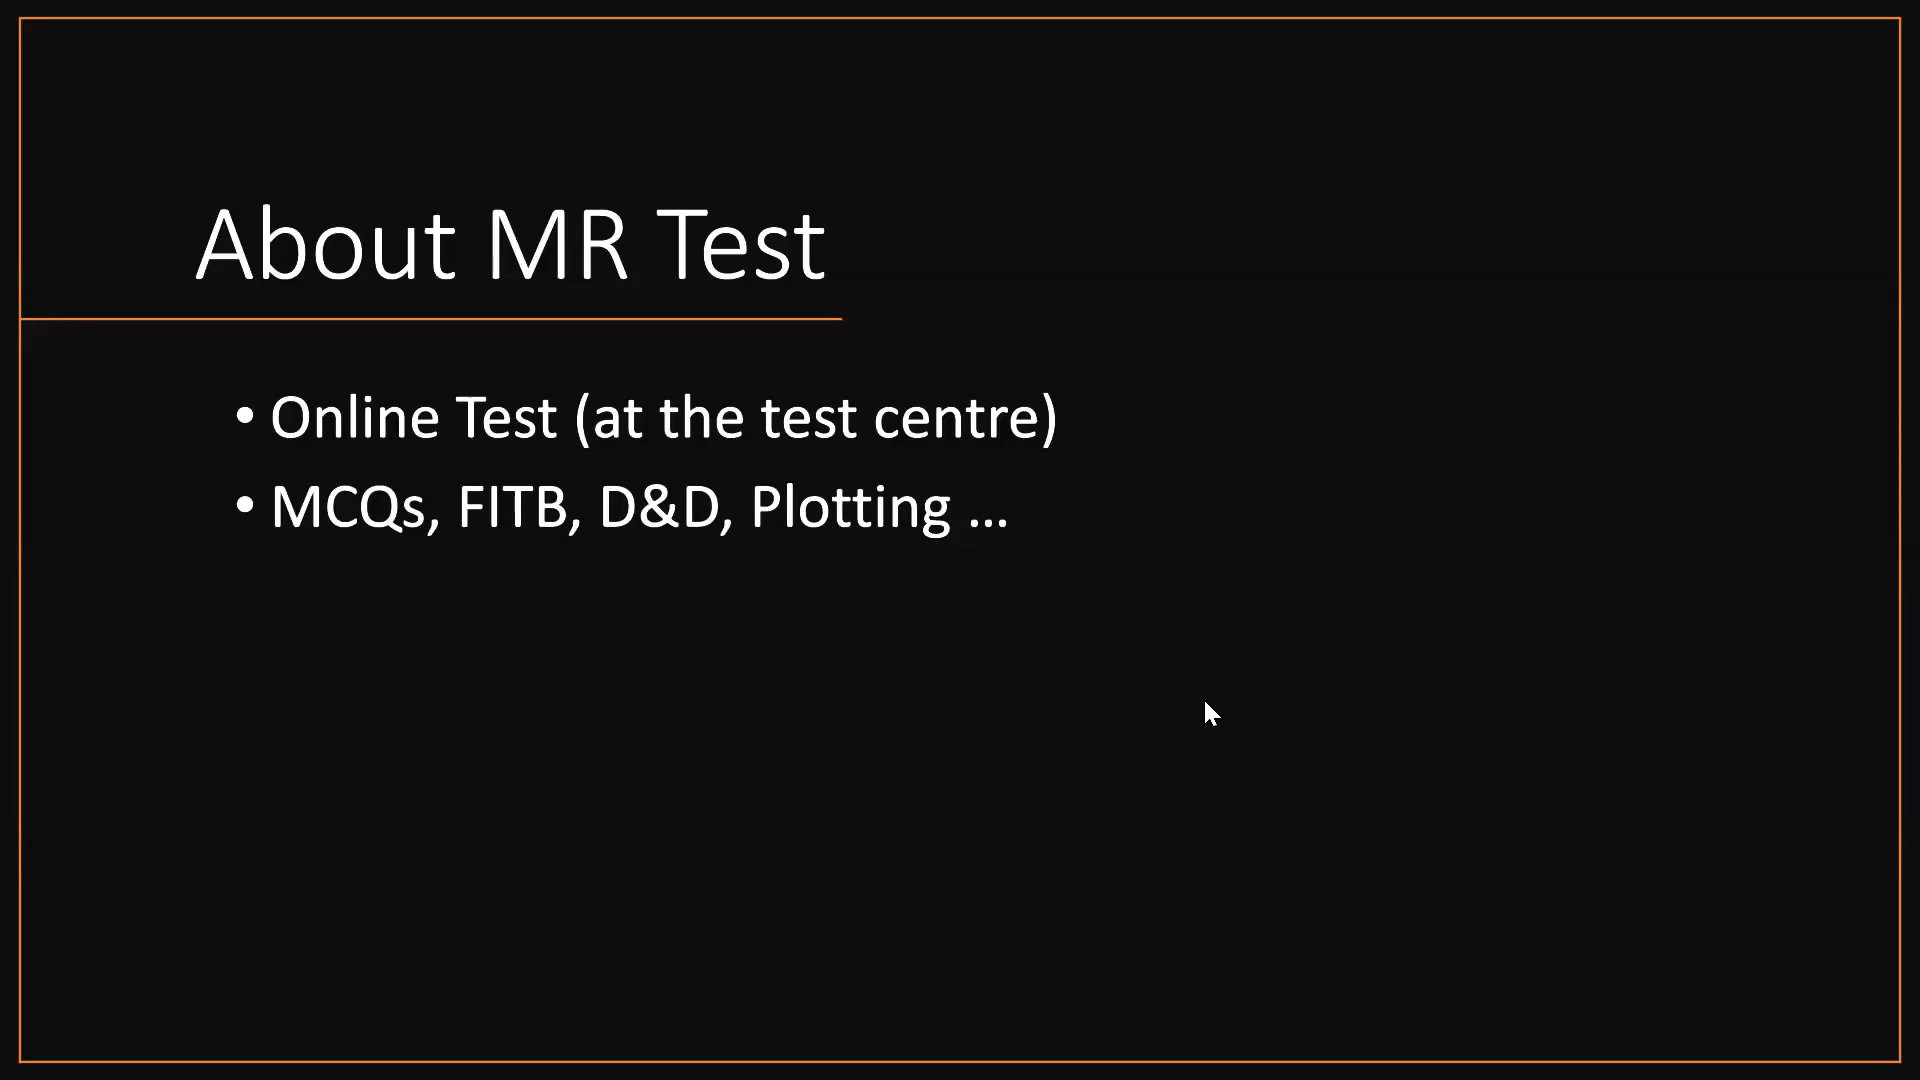 About MR Test
• Online Test (at the test centre)
• MCQs, FITB, D&D, Plotting ...